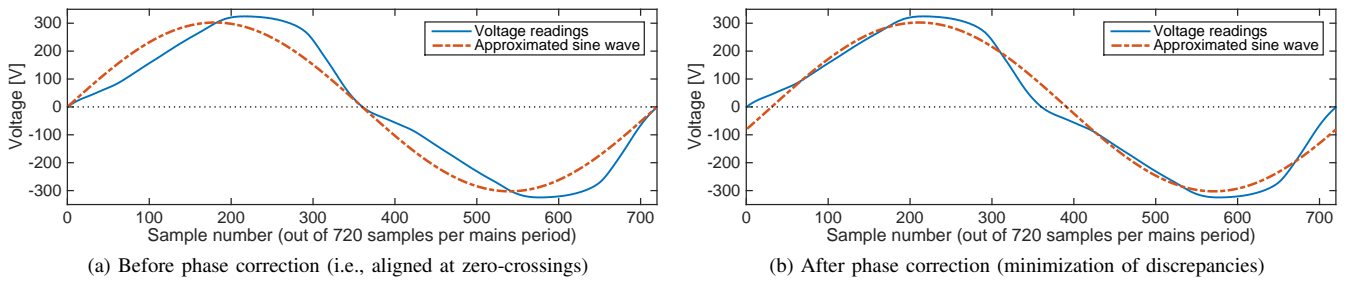 Voltage [V]
300
200
100
0
-100
-200
-300
Voltage readings
Approximated sine wave
0 100 200 300 400 500 600 700
Sample number (out of 720 samples per mains period)
(a) Before phase correction (i.e., aligned at zero-crossings)
Voltage [V]
300
200
100
0
-100
-200
-300
Voltage readings
Approximated sine wave
0 100 200 300 400 500 600 700
Sample number (out of 720 samples per mains period)
(b) After phase correction (minimization of discrepancies)